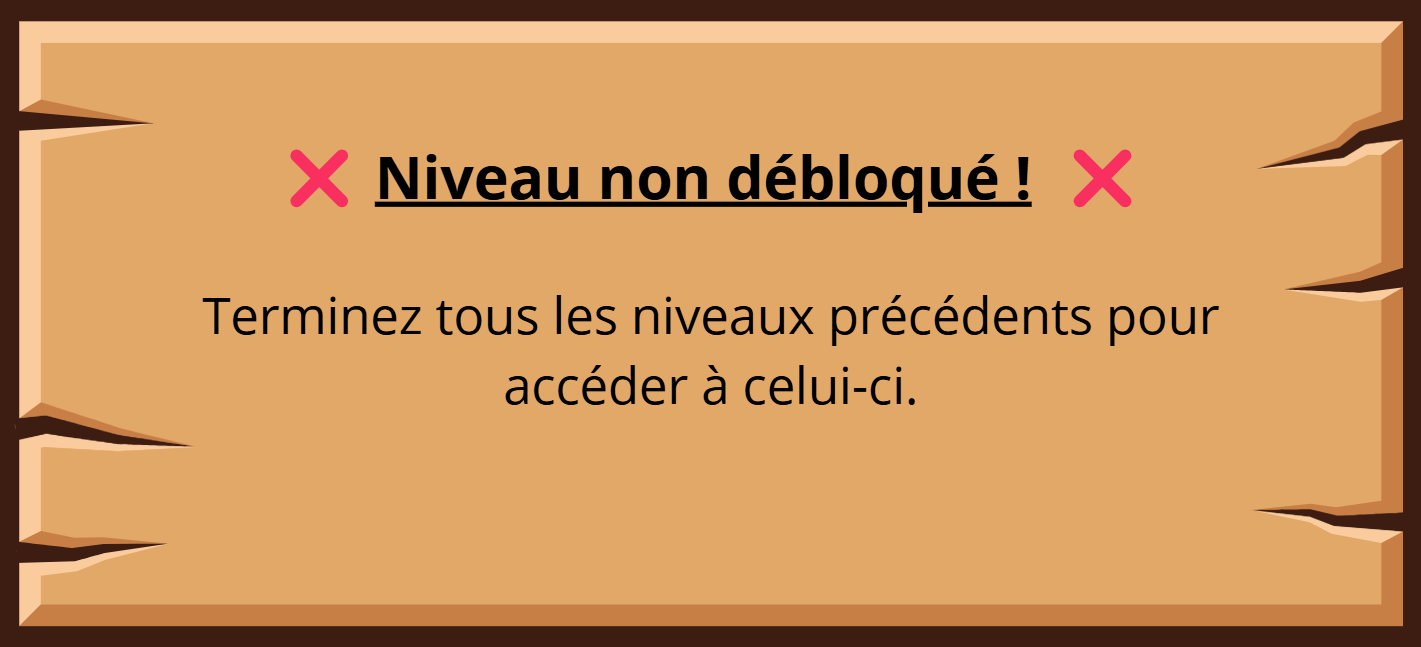 Niveau non débloqué !
Terminez tous les niveaux précédents pour
accéder à celui-ci.